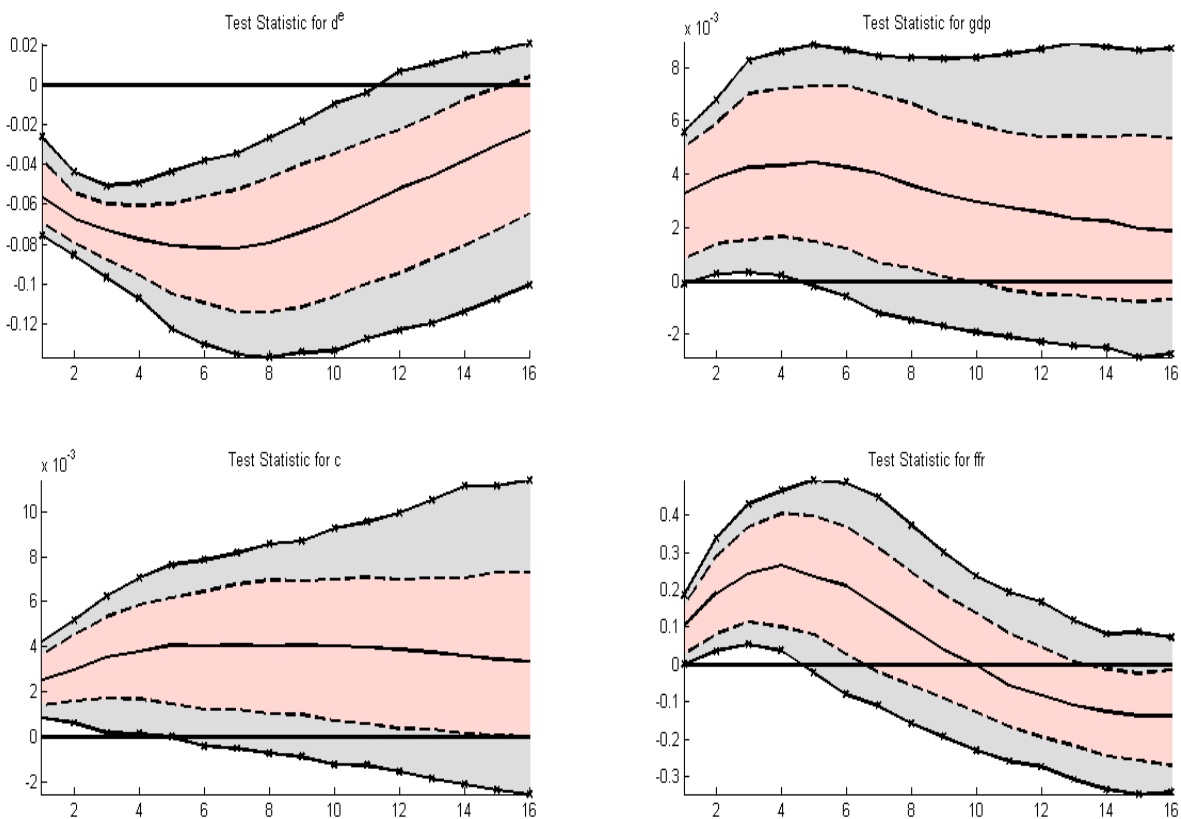 Test Statistic for dᵉ
0.02
0
-0.02
-0.04
-0.06
-0.08
-0.1
-0.12
2 4 6 8 10 12 14 16
x 10⁻³
Test Statistic for gdp
8
6
4
2
0
-2
2 4 6 8 10 12 14 16
x 10⁻³
Test Statistic for c
10
8
6
4
2
0
-2
2 4 6 8 10 12 14 16
Test Statistic for ffr
0.4
0.3
0.2
0.1
0
-0.1
-0.2
-0.3
2 4 6 8 10 12 14 16